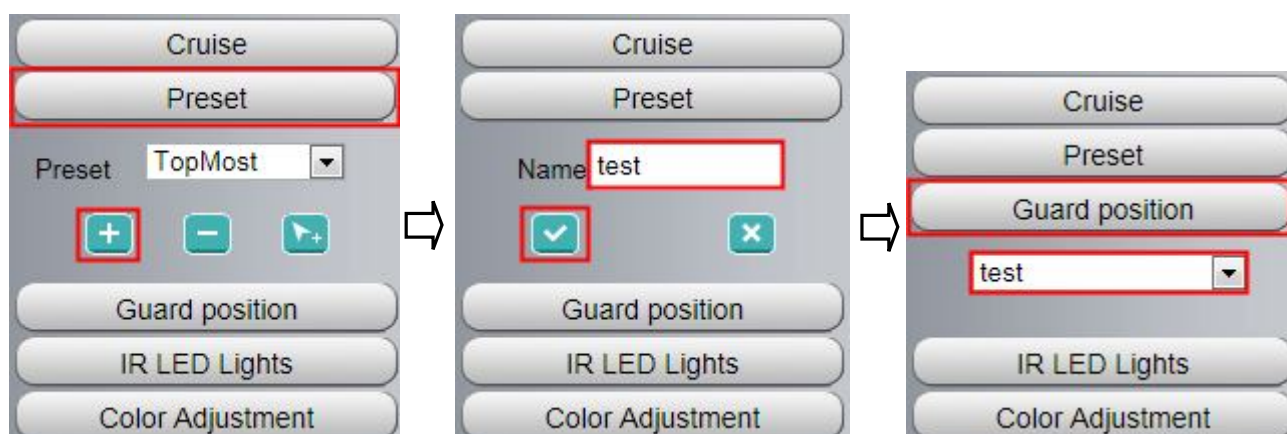 Cruise
Preset
Preset TopMost
Guard position
IR LED Lights
Color Adjustment
Cruise
Preset
Name test
Guard position
IR LED Lights
Color Adjustment
Cruise
Preset
Guard position
test
IR LED Lights
Color Adjustment